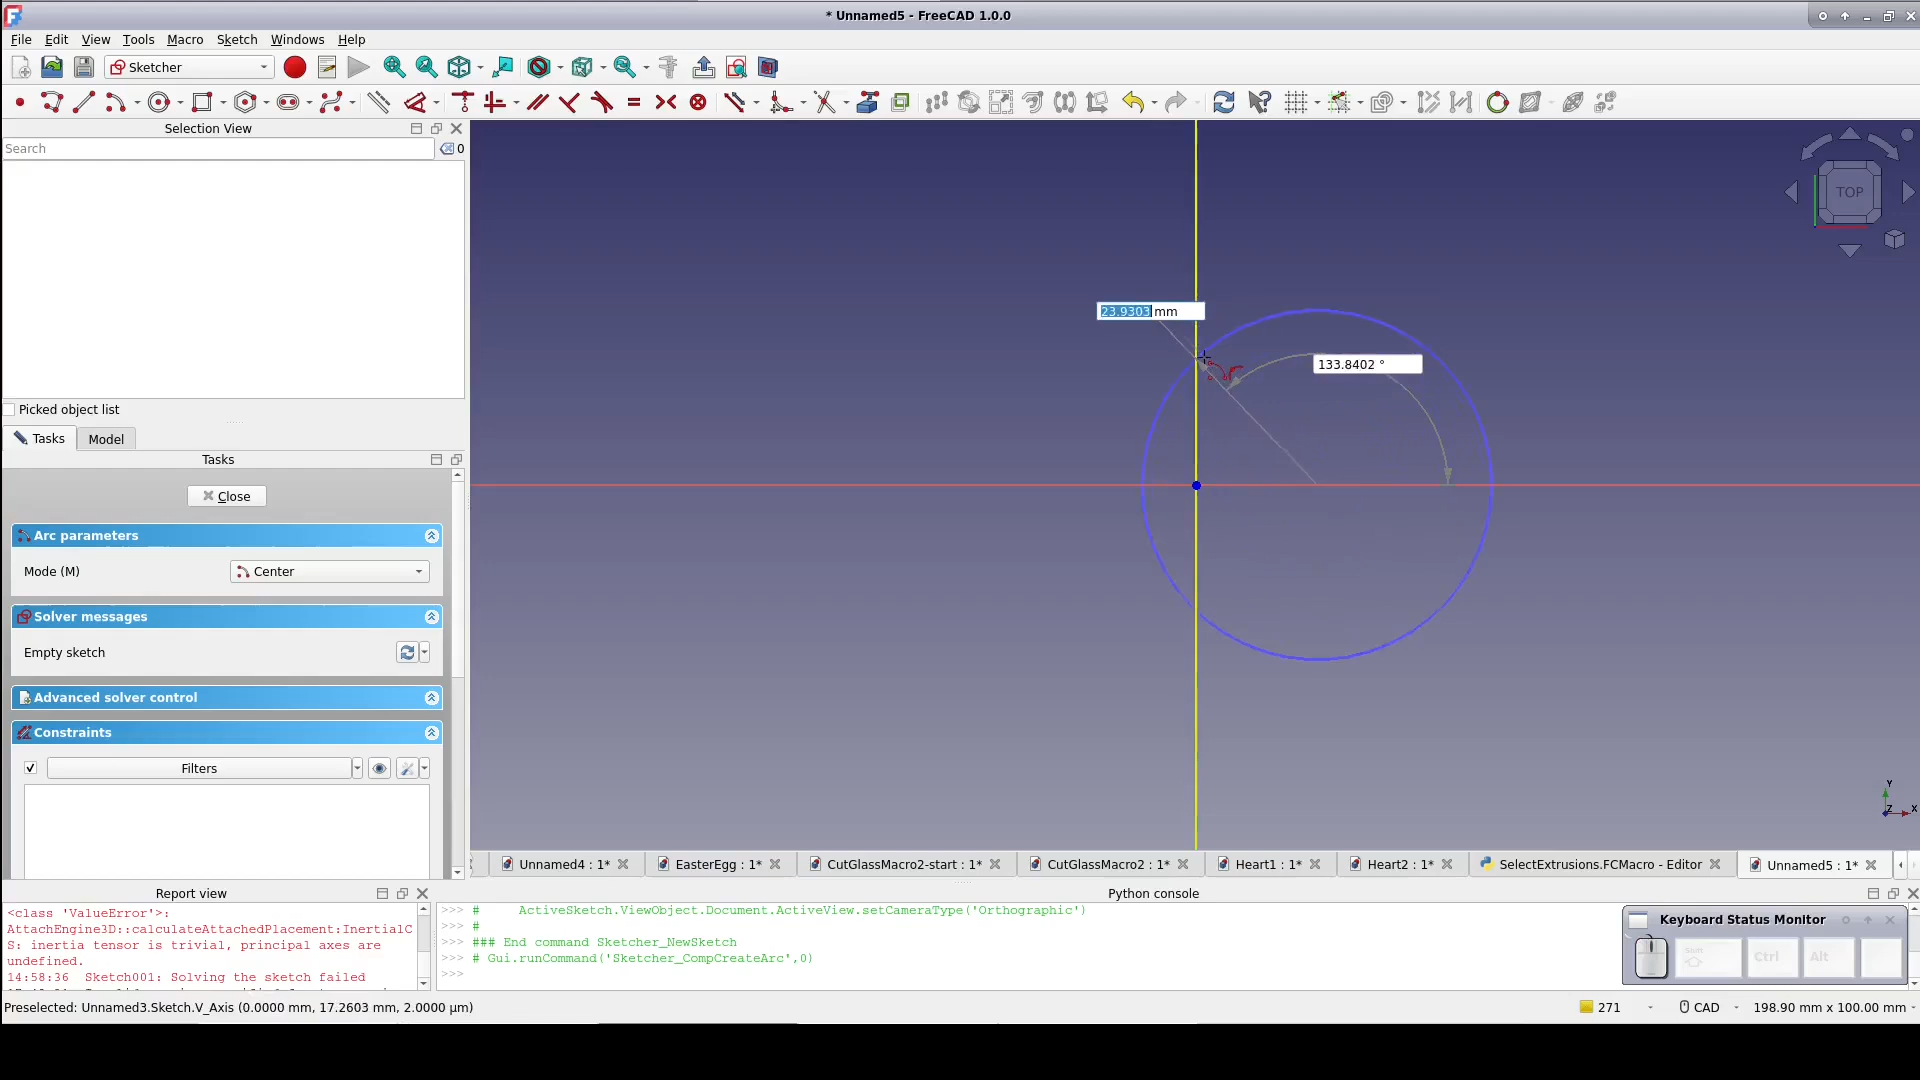 * Unnamed5 - FreeCAD 1.0.0
File Edit View Tools Macro Sketch Windows Help
Sketcher
Selection View
Search
0
Picked object list
Tasks Model
Tasks
Close
Arc parameters
Mode (M) Center
Solver messages
Empty sketch
Advanced solver control
Constraints
Filters
23.9303 mm
133.8402 °
TOP
Y
Z X
Unnamed4 : 1* EasterEgg : 1* CutGlassMacro2-start : 1* CutGlassMacro2 : 1* Heart1 : 1* Heart2 : 1* SelectExtrusions.FCMacro - Editor Unnamed5 : 1*
Report view
<class 'ValueError'>:
AttachEngine3D::calculateAttachedPlacement:InertialC
S: inertia tensor is trivial, principal axes are
undefined.
14:58:36 Sketch001: Solving the sketch failed
Python console
>>> # ActiveSketch.ViewObject.Document.ActiveView.setCameraType('Orthographic')
>>> #
>>> ### End command Sketcher_NewSketch
>>> # Gui.runCommand('Sketcher_CompCreateArc',0)
>>>
Keyboard Status Monitor
Shift Ctrl Alt
Preselected: Unnamed3.Sketch.V_Axis (0.0000 mm, 17.2603 mm, 2.0000 µm)
271 CAD 198.90 mm x 100.00 mm